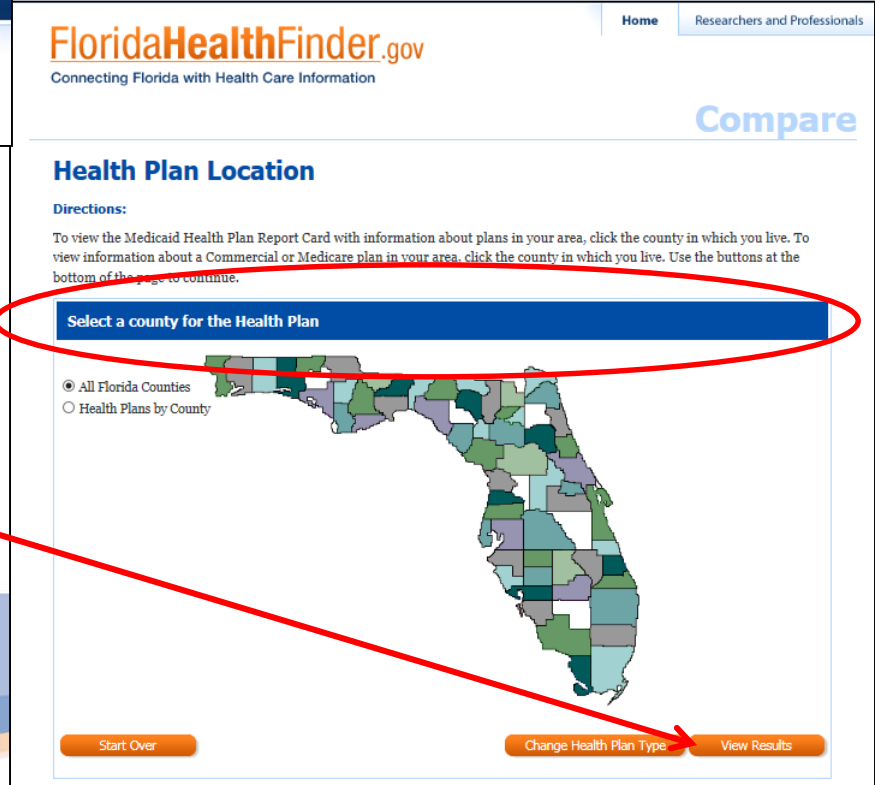 Home
Researchers and Professionals
FloridaHealthFinder.gov
Connecting Florida with Health Care Information
Compare
Health Plan Location
Directions:
To view the Medicaid Health Plan Report Card with information about plans in your area, click the county in which you live. To
view information about a Commercial or Medicare plan in your area, click the county in which you live. Use the buttons at the
bottom of the page to continue.
Select a county for the Health Plan
All Florida Counties
Health Plans by County
Start Over
Change Health Plan Type
View Results